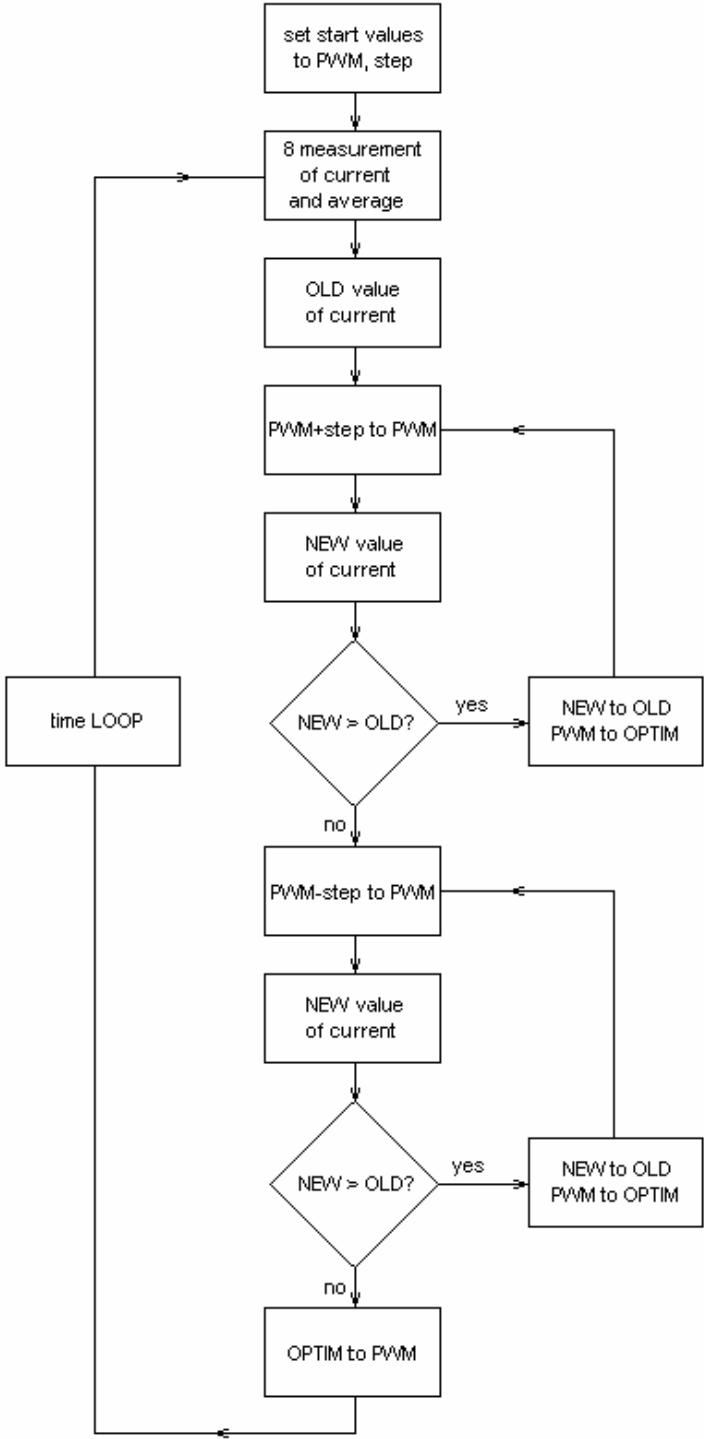 set start values
to PWM, step
8 measurement
of current
and average
OLD value
of current
PWM+step to PWM
NEW value
of current
time LOOP
NEW > OLD?
yes
NEW to OLD
PWM to OPTIM
no
PWM-step to PWM
NEW value
of current
NEW > OLD?
yes
NEW to OLD
PWM to OPTIM
no
OPTIM to PWM